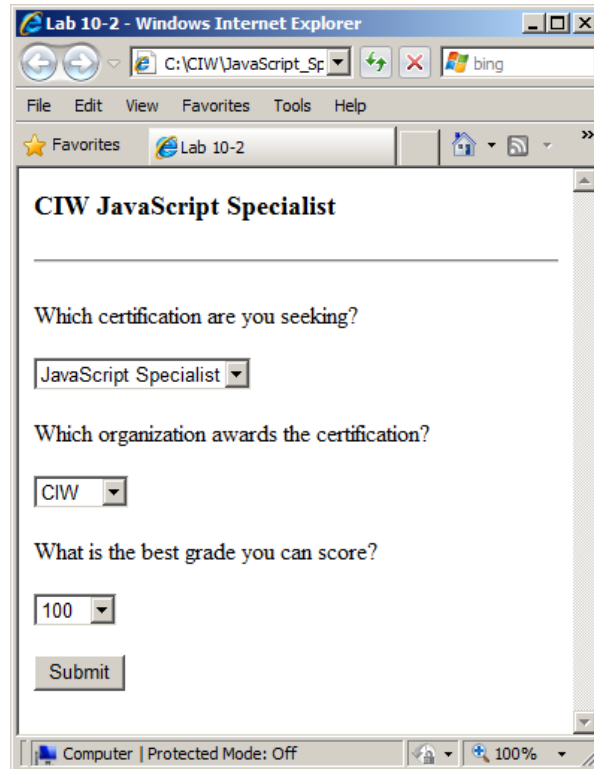 Lab 10-2 - Windows Internet Explorer
C:\CIW\JavaScript_Sp bing
File Edit View Favorites Tools Help
Favorites Lab 10-2 »
CIW JavaScript Specialist
Which certification are you seeking?
JavaScript Specialist
Which organization awards the certification?
CIW
What is the best grade you can score?
100
Submit
Computer | Protected Mode: Off 100%